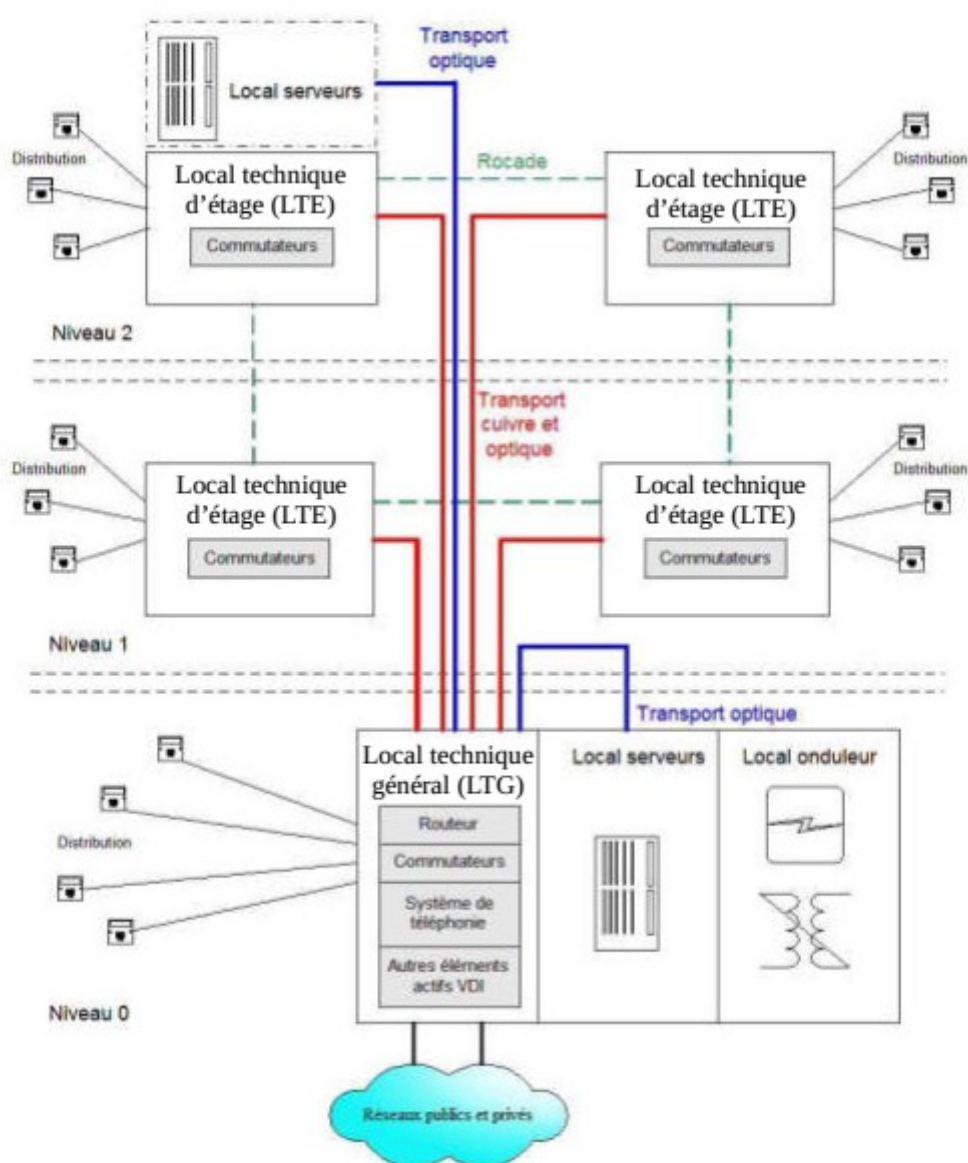 Transport
optique
Local serveurs
Distribution
Rocade
Distribution
Local technique
d'étage (LTE)
Commutateurs
Local technique
d'étage (LTE)
Commutateurs
Niveau 2
Transport
cuivre et
optique
Distribution
Distribution
Local technique
d'étage (LTE)
Commutateurs
Local technique
d'étage (LTE)
Commutateurs
Niveau 1
Transport optique
Local technique
général (LTG)
Local serveurs
Local onduleur
Routeur
Commutateurs
Système de
téléphonie
Autres éléments
actifs VDI
Distribution
Niveau 0
Réseaux publics et privés